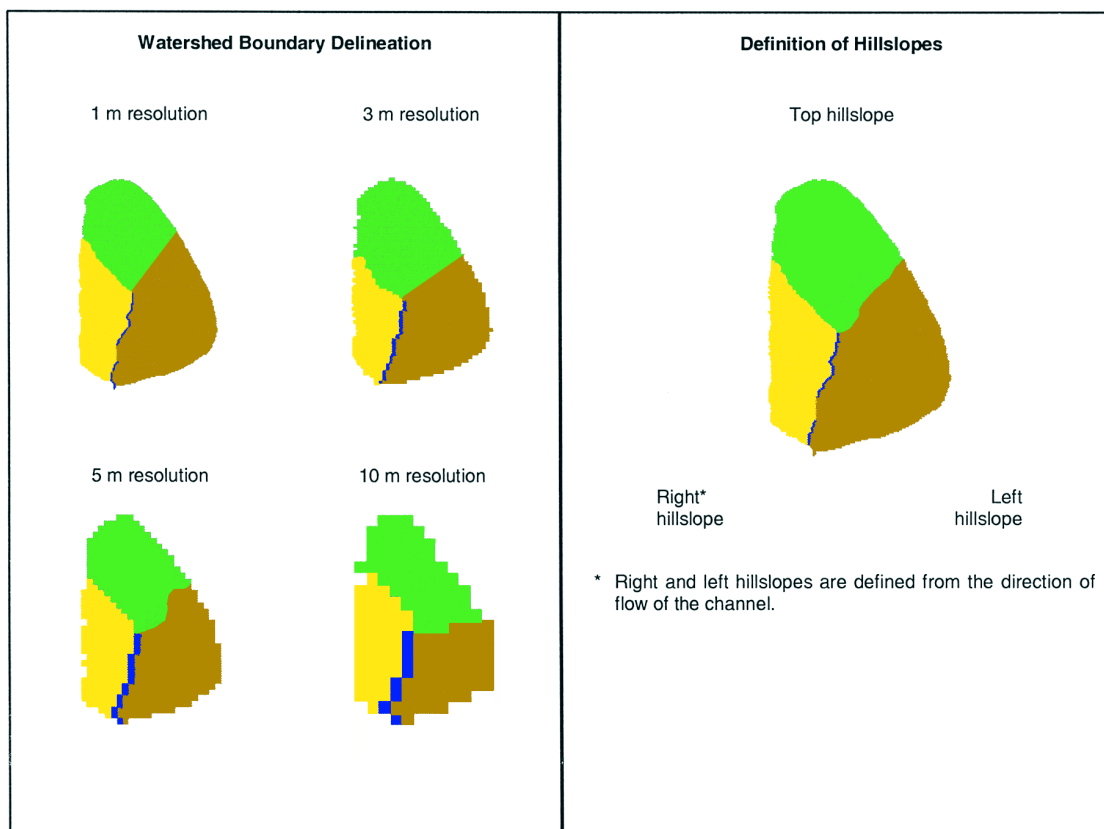 Watershed Boundary Delineation
1 m resolution
3 m resolution
5 m resolution
10 m resolution
Definition of Hillslopes
Top hillslope
Right*
hillslope
Left
hillslope
* Right and left hillslopes are defined from the direction of
flow of the channel.